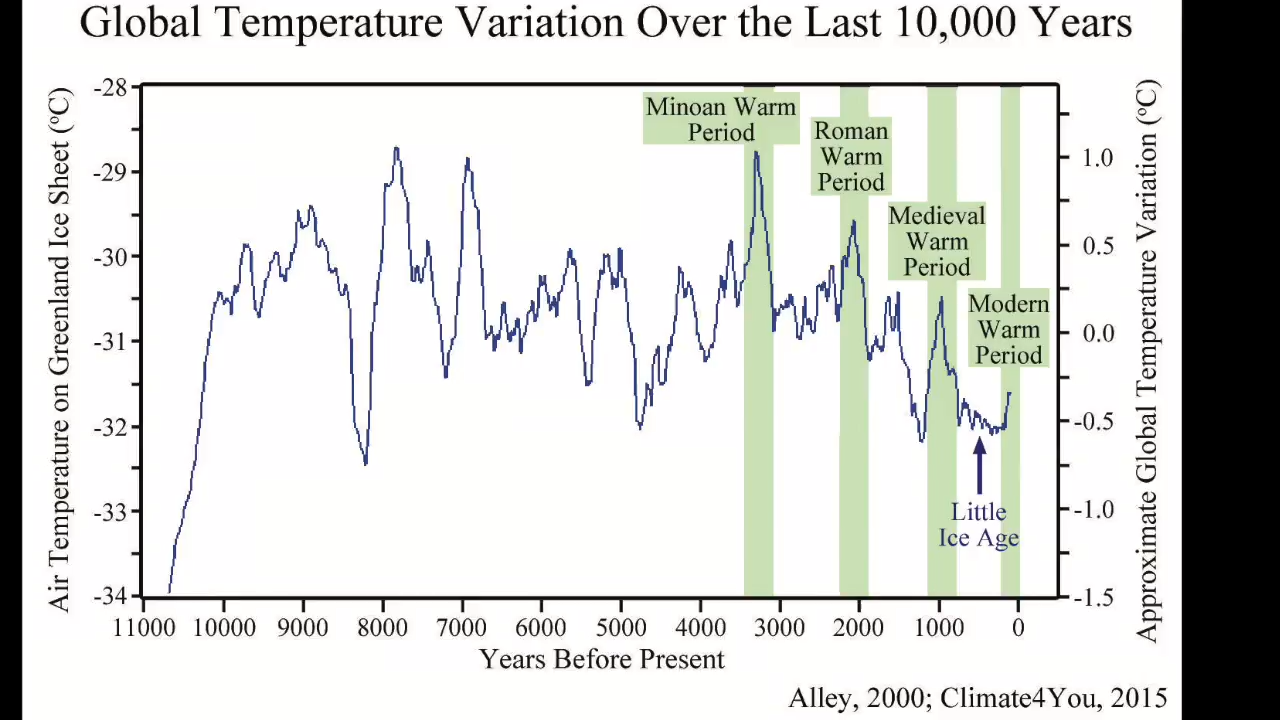 Global Temperature Variation Over the Last 10,000 Years
Air Temperature on Greenland Ice Sheet (°C)
-28
-29
-30
-31
-32
-33
-34
Minoan Warm
Period
Roman
Warm
Period
Medieval
Warm
Period
Modern
Warm
Period
Little
Ice Age
1.0
0.5
0.0
-0.5
-1.0
-1.5
Approximate Global Temperature Variation (°C)
11000 10000 9000 8000 7000 6000 5000 4000 3000 2000 1000 0
Years Before Present
Alley, 2000; Climate4You, 2015